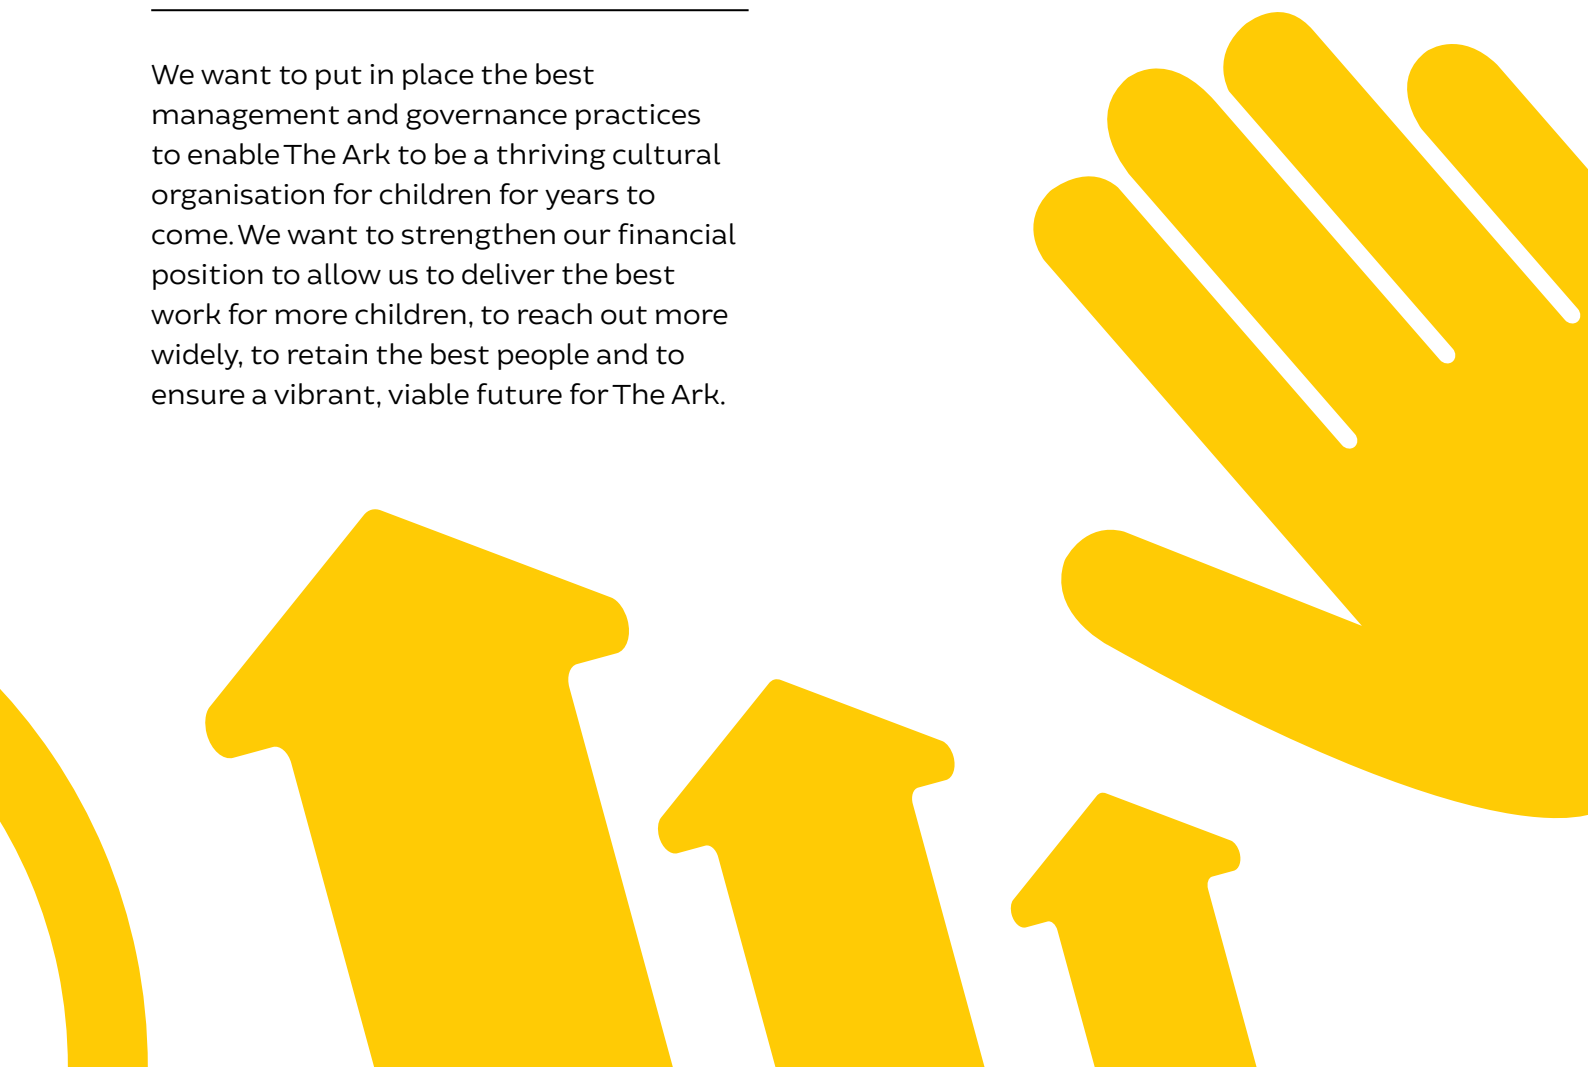 We want to put in place the best
management and governance practices
to enable The Ark to be a thriving cultural
organisation for children for years to
come. We want to strengthen our financial
position to allow us to deliver the best
work for more children, to reach out more
widely, to retain the best people and to
ensure a vibrant, viable future for The Ark.